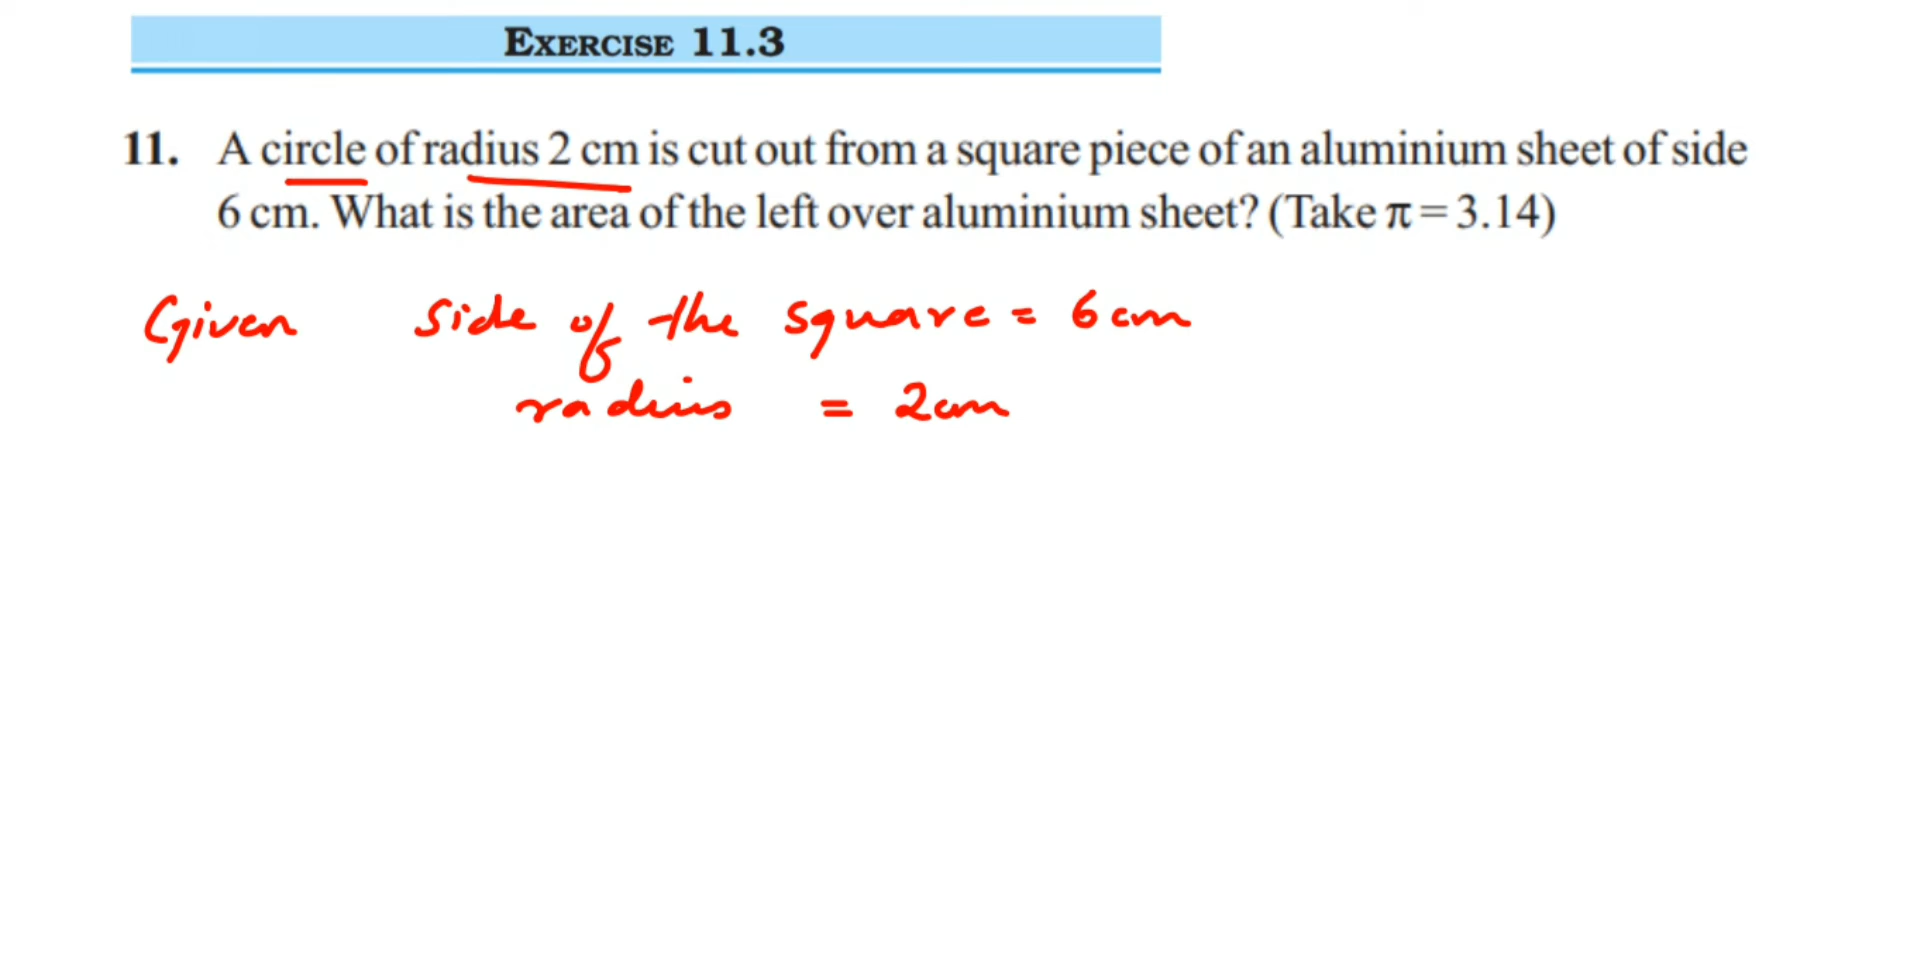 EXERCISE 11.3
11. A circle of radius 2 cm is cut out from a square piece of an aluminium sheet of side
6 cm. What is the area of the left over aluminium sheet? (Take π = 3.14)
Given side of the square = 6 cm
radius = 2cm